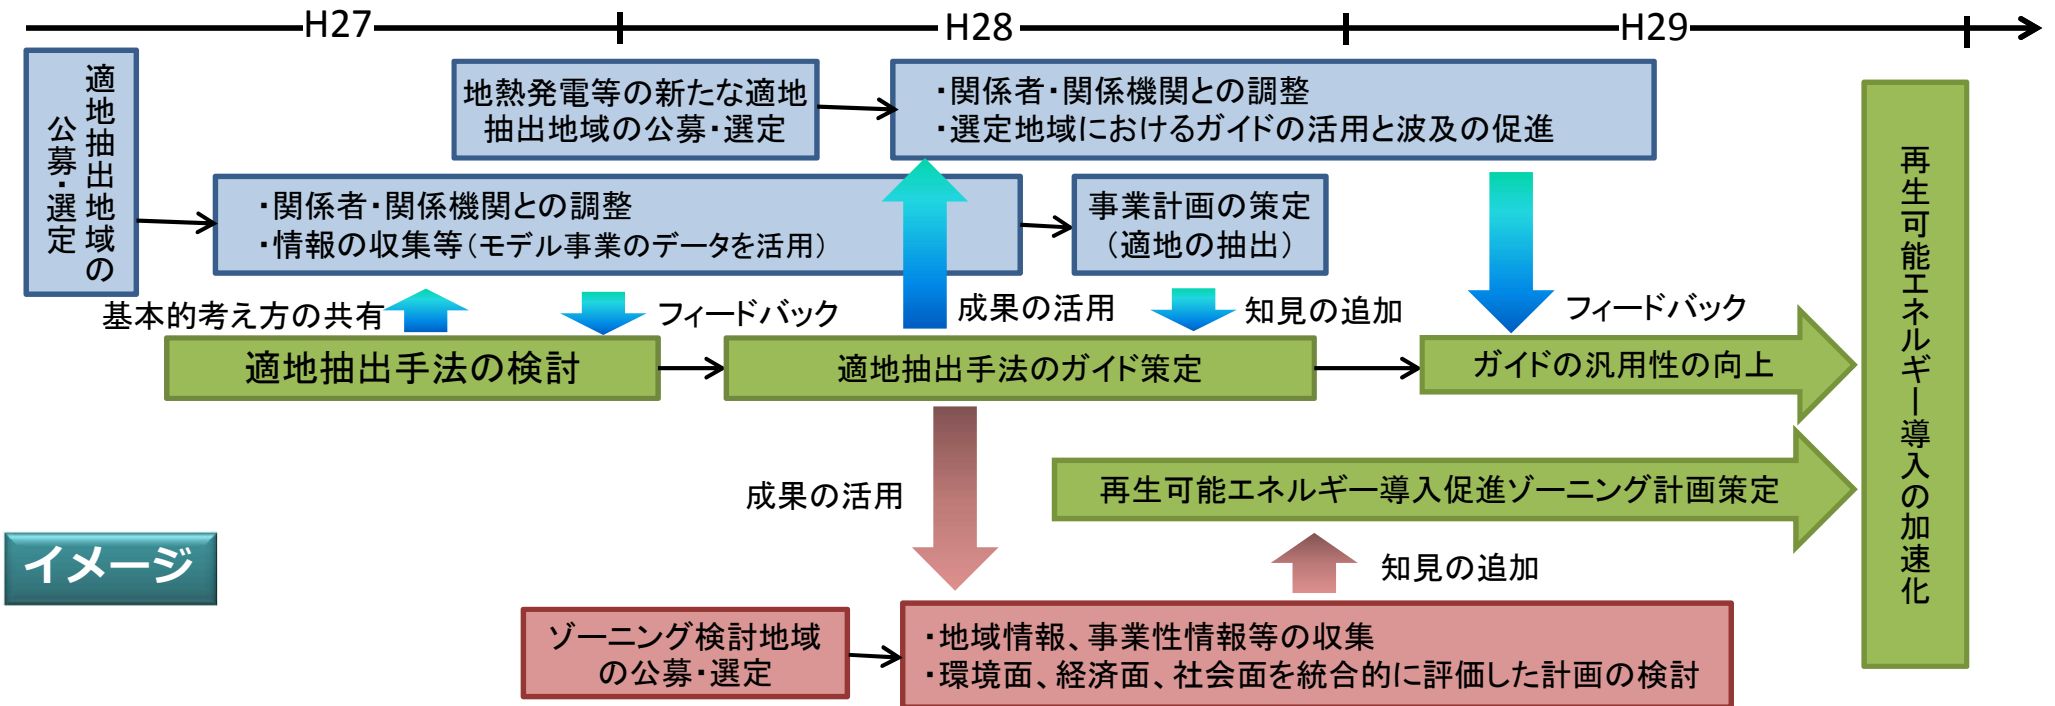 H27
H28
H29
適地抽出地域の
公募・選定
地熱発電等の新たな適地
抽出地域の公募・選定
・関係者・関係機関との調整
・選定地域におけるガイドの活用と波及の促進
・関係者・関係機関との調整
・情報の収集等(モデル事業のデータを活用)
事業計画の策定
(適地の抽出)
基本的考え方の共有
フィードバック
成果の活用
知見の追加
フィードバック
適地抽出手法の検討
適地抽出手法のガイド策定
ガイドの汎用性の向上
成果の活用
再生可能エネルギー導入促進ゾーニング計画策定
知見の追加
イメージ
ゾーニング検討地域
の公募・選定
・地域情報、事業性情報等の収集
・環境面、経済面、社会面を統合的に評価した計画の検討
再生可能エネルギー導入の加速化